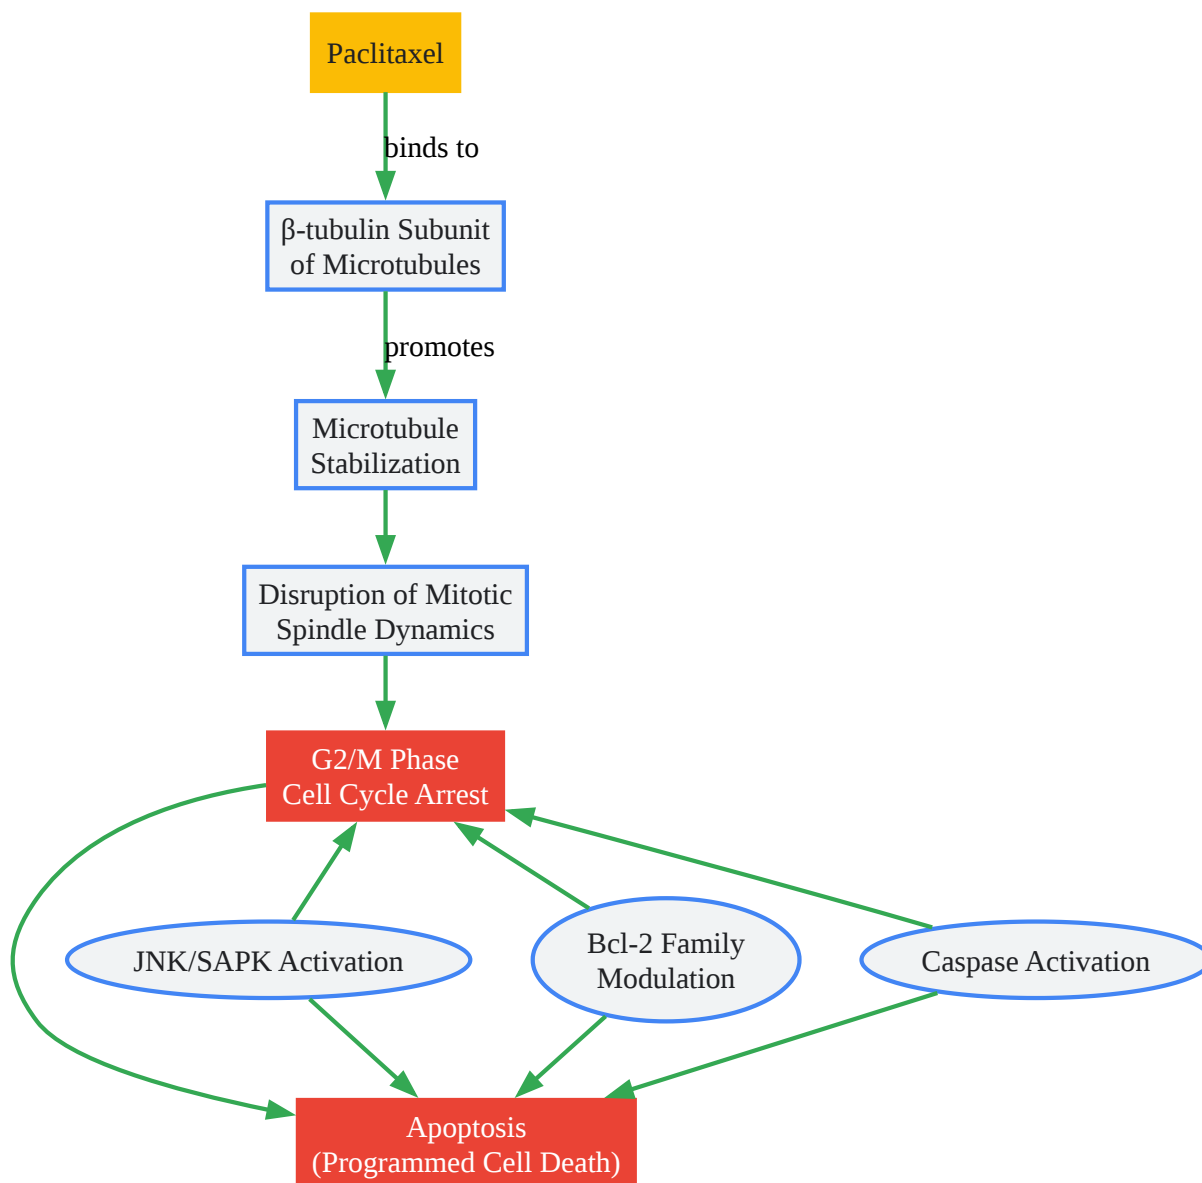 Paclitaxel
binds to
β-tubulin Subunit
of Microtubules
promotes
Microtubule
Stabilization
Disruption of Mitotic
Spindle Dynamics
G2/M Phase
Cell Cycle Arrest
JNK/SAPK Activation
Bcl-2 Family
Modulation
Caspase Activation
Apoptosis
(Programmed Cell Death)